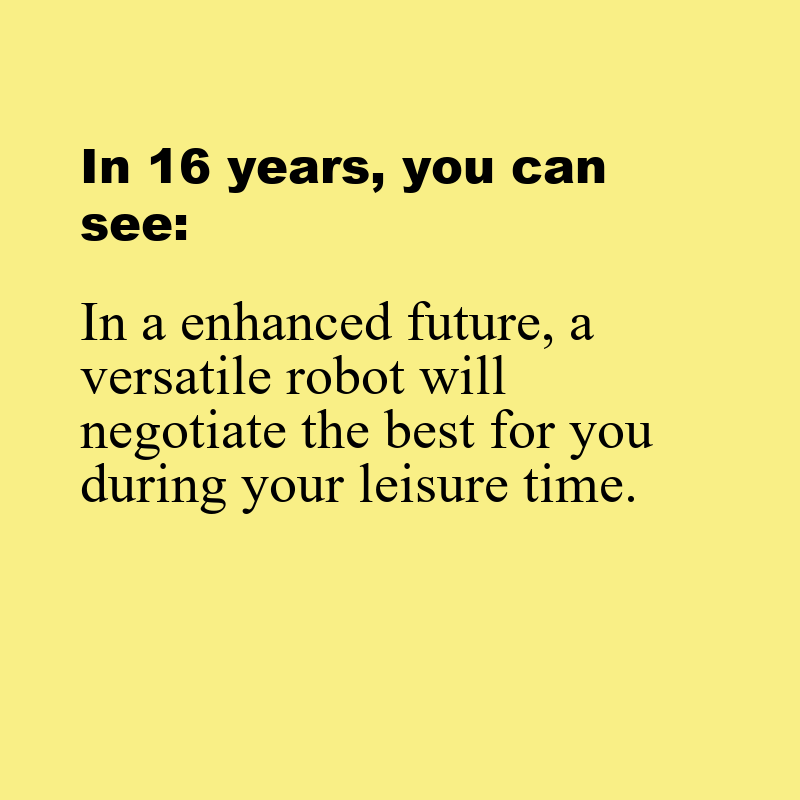 In 16 years, you can
see:
In a enhanced future, a
versatile robot will
negotiate the best for you
during your leisure time.